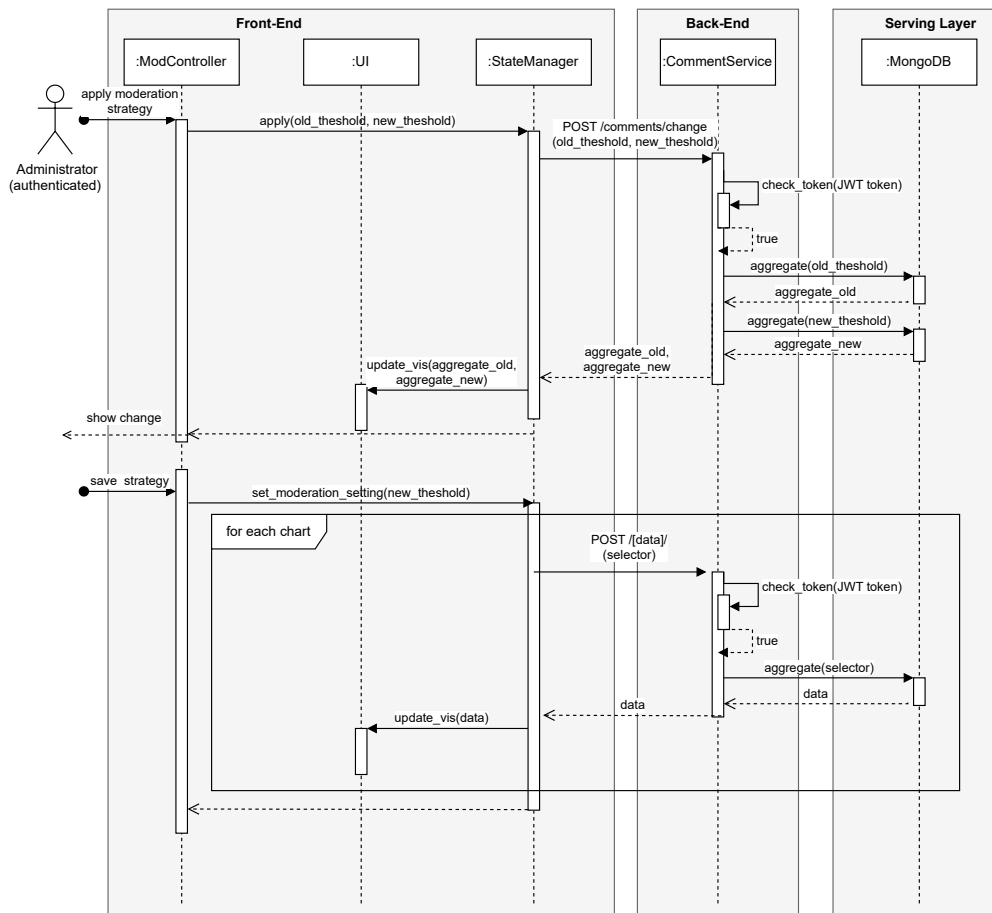 Front-End
Back-End
Serving Layer
:ModController
:UI
:StateManager
:CommentService
:MongoDB
apply moderation
strategy
Administrator
(authenticated)
apply(old_theshold, new_theshold)
POST /comments/change
(old_thesold, new_thesholdd)
check_token(JWT token)
true
aggregate(old_theshold)
aggregate_old
aggregate(new_theshold)
aggregate_new
aggregate_old,
aggregate_new
update_vis(aggregate_old,
aggregate_new)
show change
save  strategy
set_moderation_setting(new_theshold)
for each chart
POST /[data]/
(selector)
check_token(JWT token)
true
aggregate(selector)
data
data
update_vis(data)